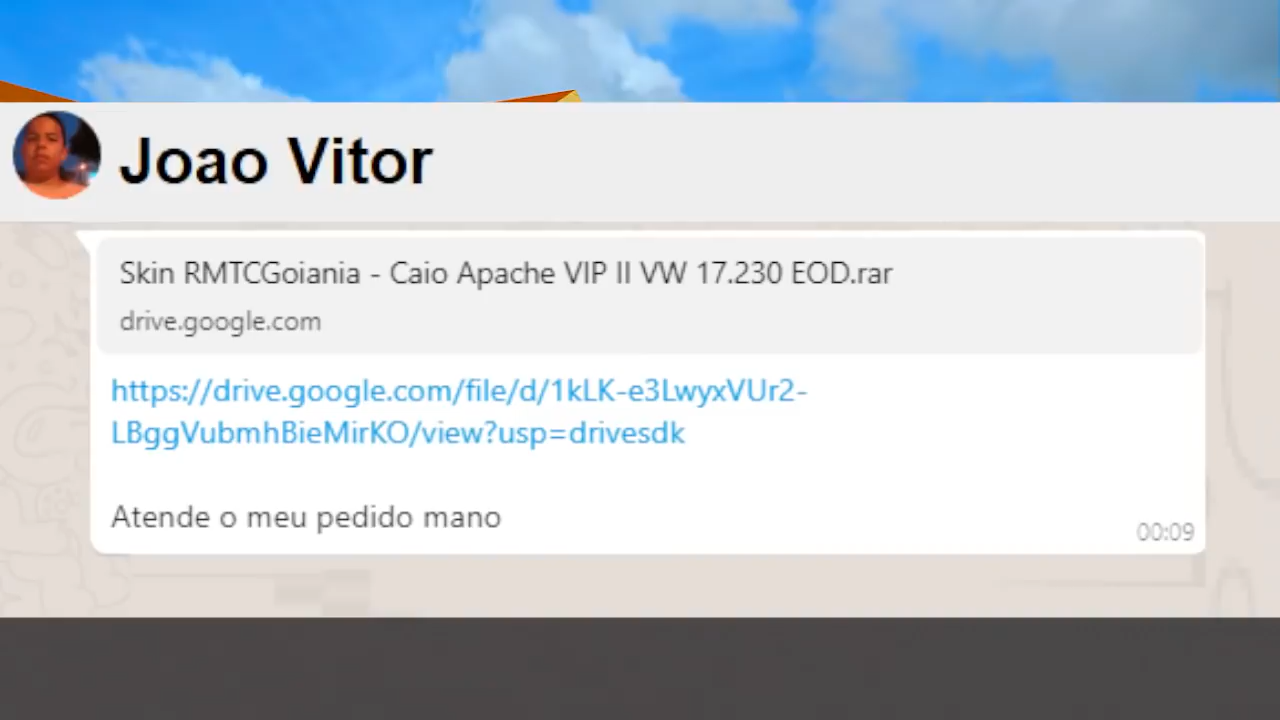 Joao Vitor
Skin RMTCGoiania - Caio Apache VIP II VW 17.230 EOD.rar
drive.google.com
https://drive.google.com/file/d/1kLK-e3LwyxVUr2-
LBggVubmhBieMirKO/view?usp=drivesdk
Atende o meu pedido mano
00:09